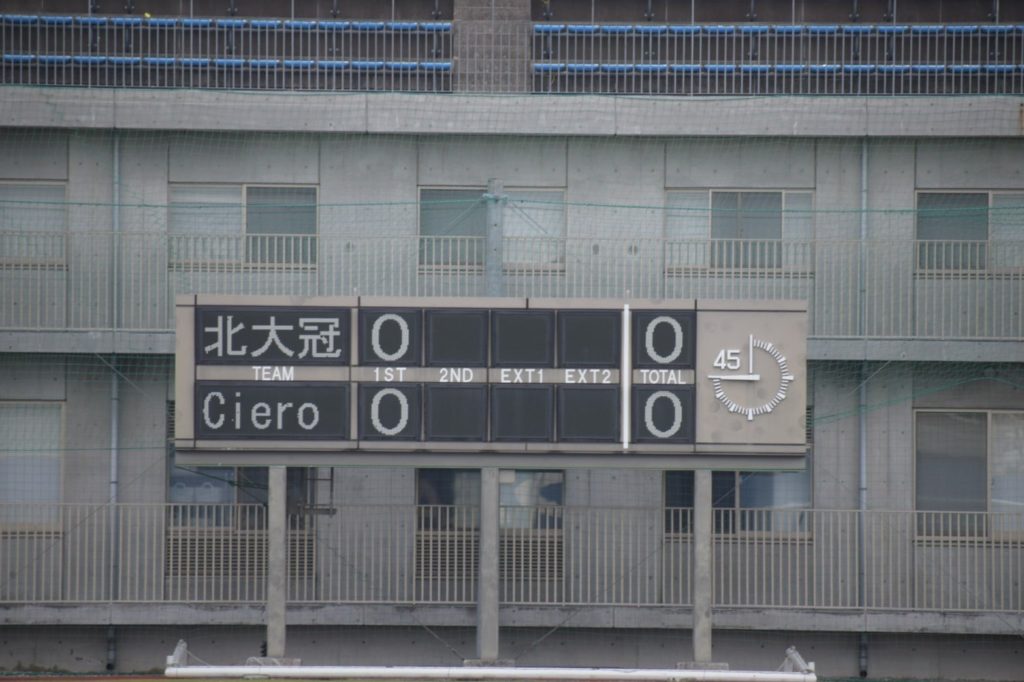 北大冠 0 0
TEAM 1ST 2ND EXT1 EXT2 TOTAL 45
Ciero 0 0